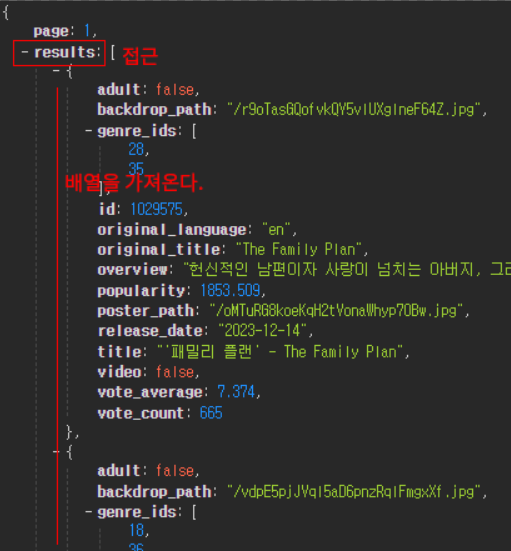 {
page: 1,
- results: [ 접근
- {
adult: false,
backdrop_path: "/r9oTasGQofvkQY5vlUXglneF64Z.jpg",
- genre_ids: [
28,
35
배열을 가져온다.
],
id: 1029575,
original_language: "en",
original_title: "The Family Plan",
overview: "헌신적인 남편이자 사랑이 넘치는 아버지, 그러
popularity: 1853.509,
poster_path: "/oMTuRG8koeKqH2tVonaWhyp7OBw.jpg",
release_date: "2023-12-14",
title: "'패밀리 플랜' - The Family Plan",
video: false,
vote_average: 7.374,
vote_count: 665
},
- {
adult: false,
backdrop_path: "/vdpE5pjJVql5aD6pnzRqlFmgxXf.jpg",
- genre_ids: [
18,
36